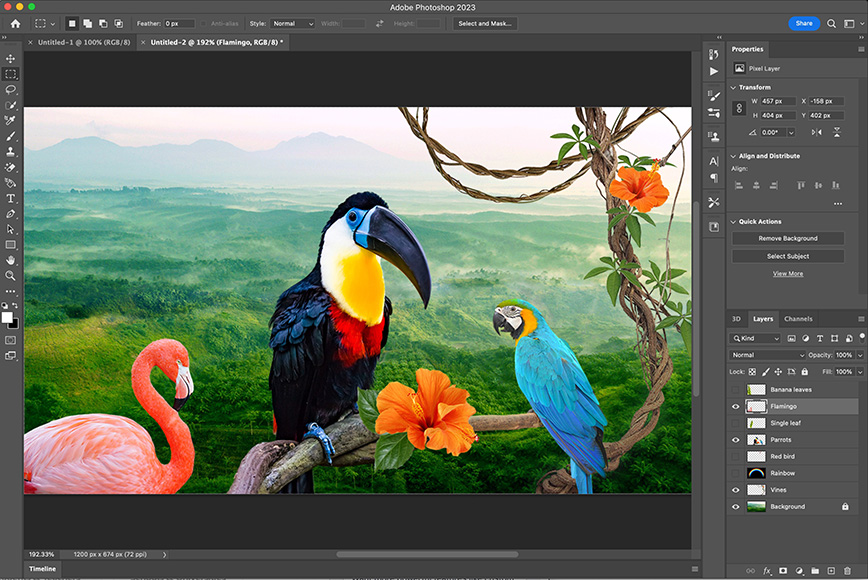 Adobe Photoshop 2023
Feather: 0 px Anti-alias Style: Normal Width: Height: Select and Mask... Share
× Untitled-1 @ 100% (RGB/8) × Untitled-2 @ 192% (Flamingo, RGB/8) *
Properties
Pixel Layer
Transform
W 457 px X -158 px
H 404 px Y 402 px
0.00°
Align and Distribute
Align:
Quick Actions
Remove Background
Select Subject
View More
3D Layers Channels
Kind
Normal Opacity: 100%
Lock: Fill: 100%
Banana leaves
Flamingo
Single leaf
Parrots
Red bird
Rainbow
Vines
Background
192.33% 1200 px x 674 px (72 ppi)
Timeline